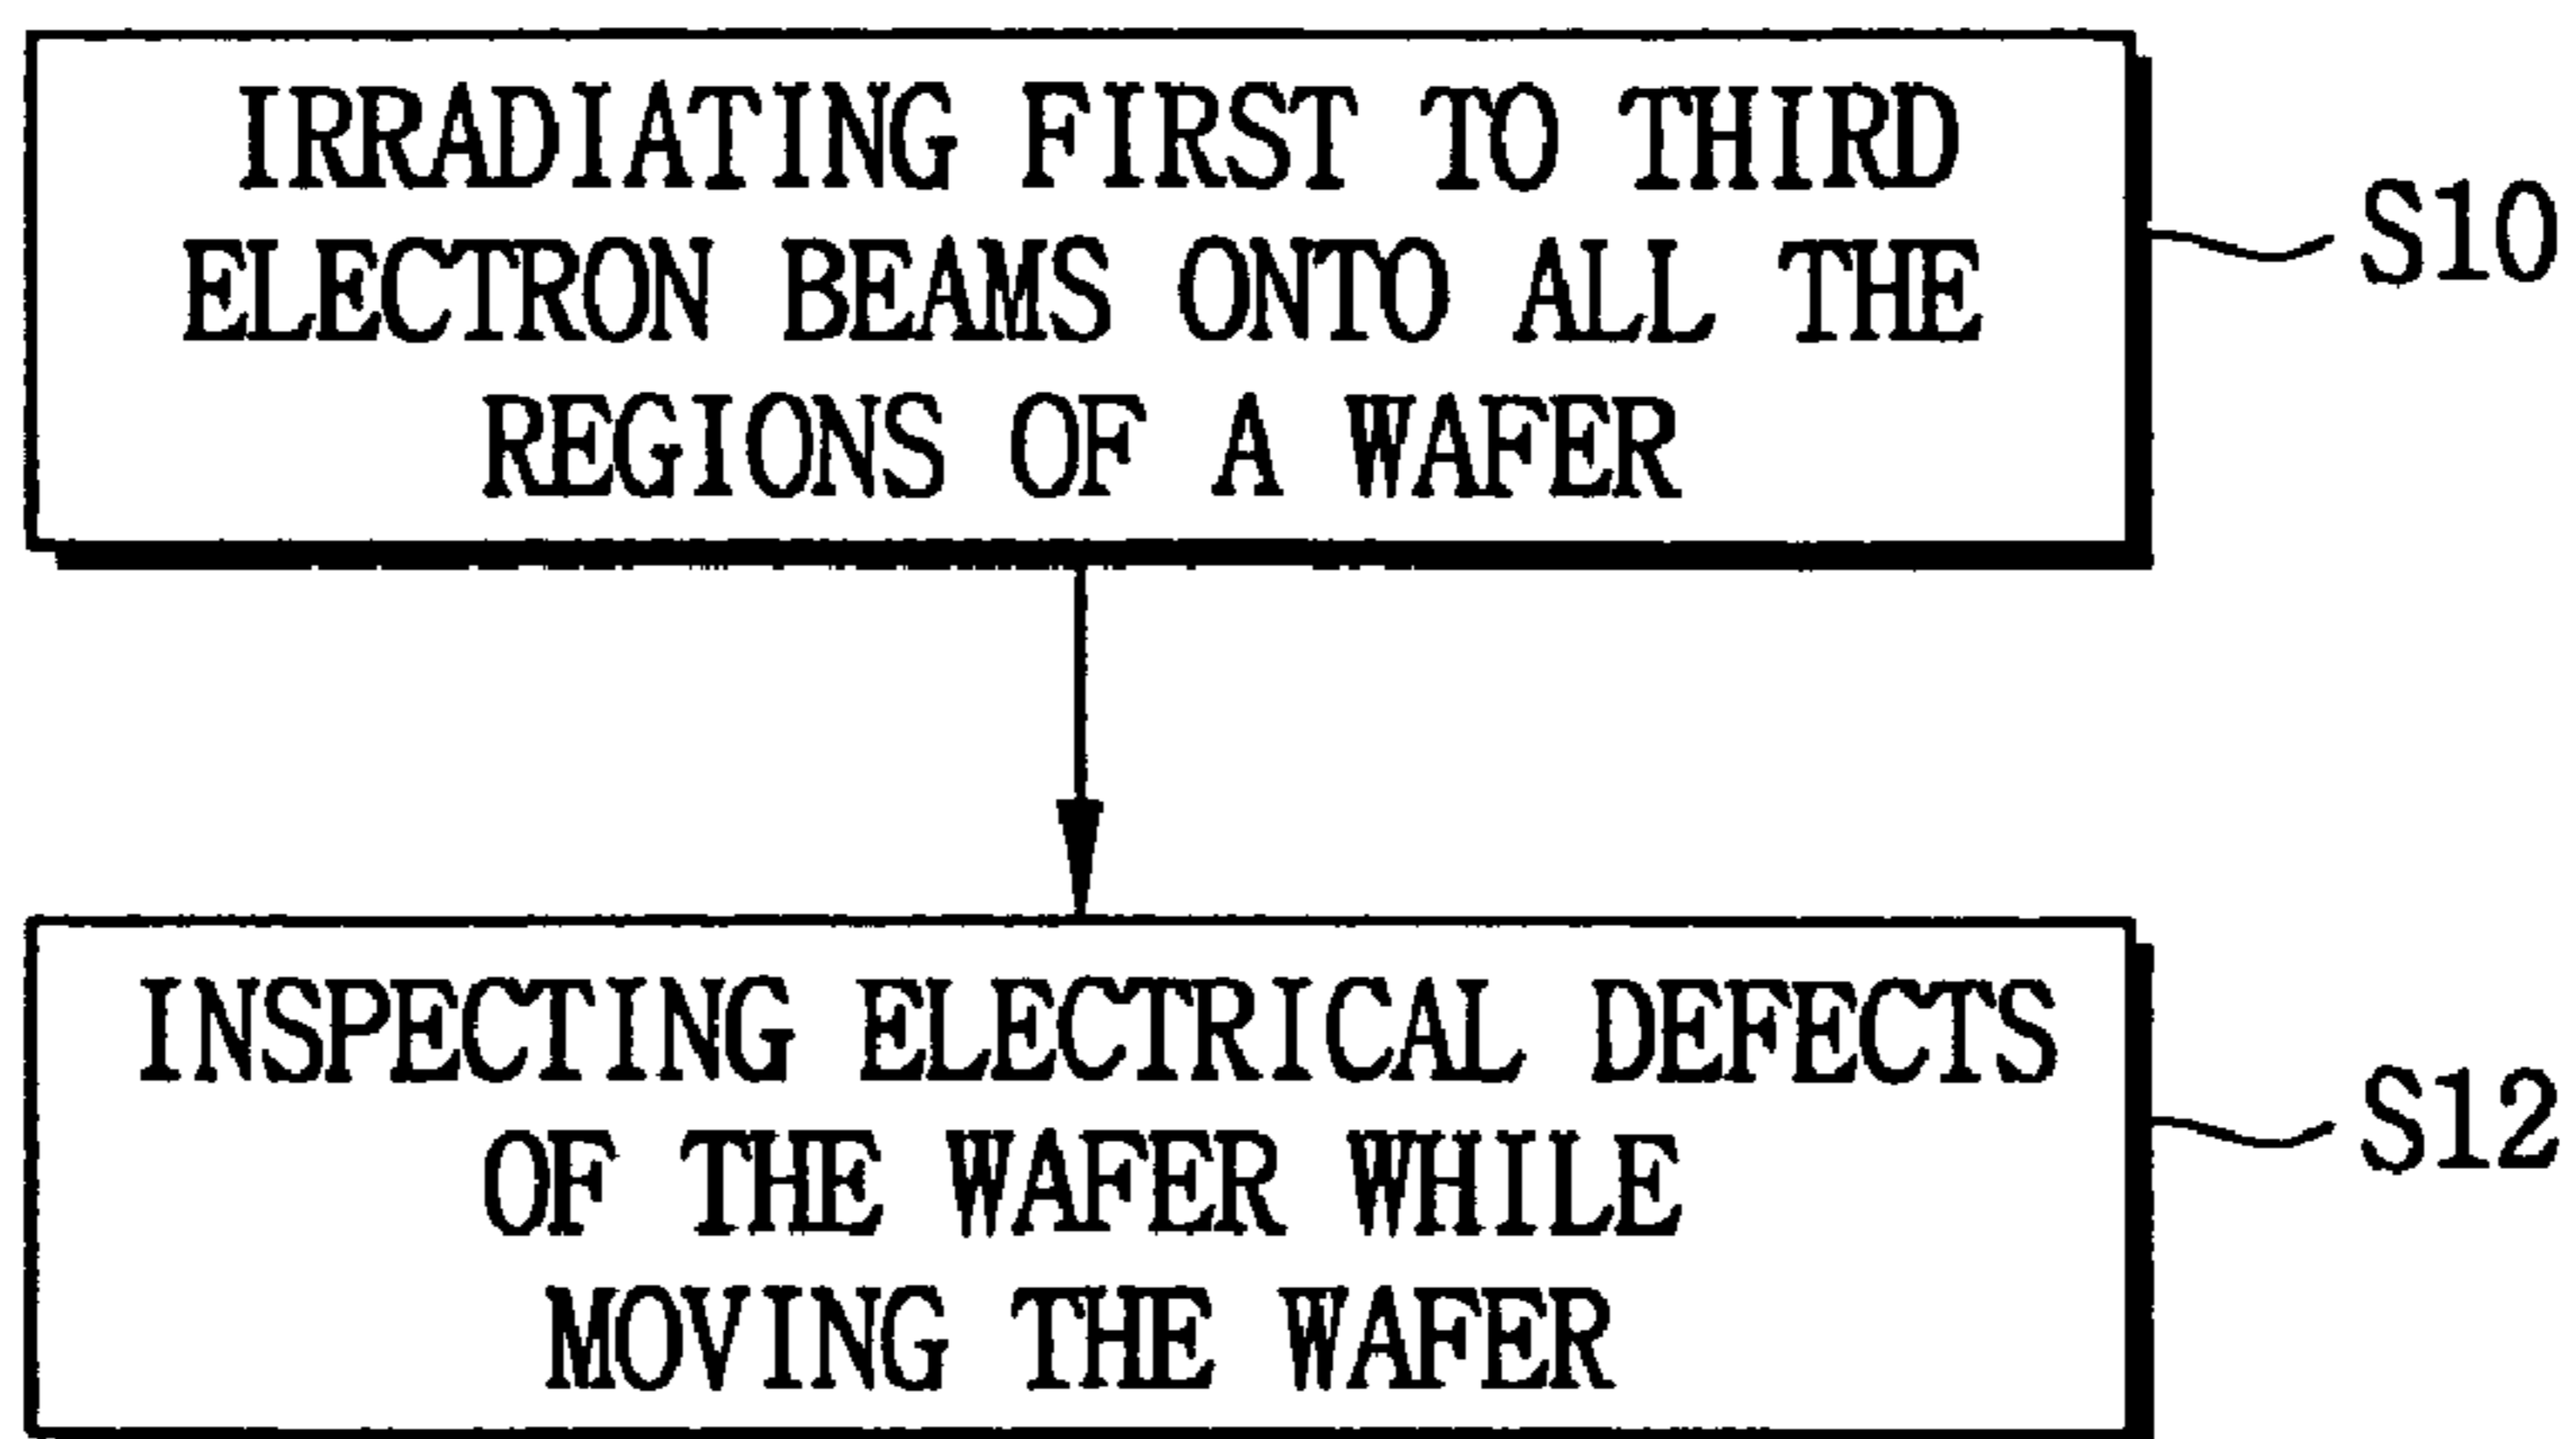 IRRADIATING FIRST TO THIRD
ELECTRON BEAMS ONTO ALL THE
REGIONS OF A WAFER
S10
INSPECTING ELECTRICAL DEFECTS
OF THE WAFER WHILE
MOVING THE WAFER
S12